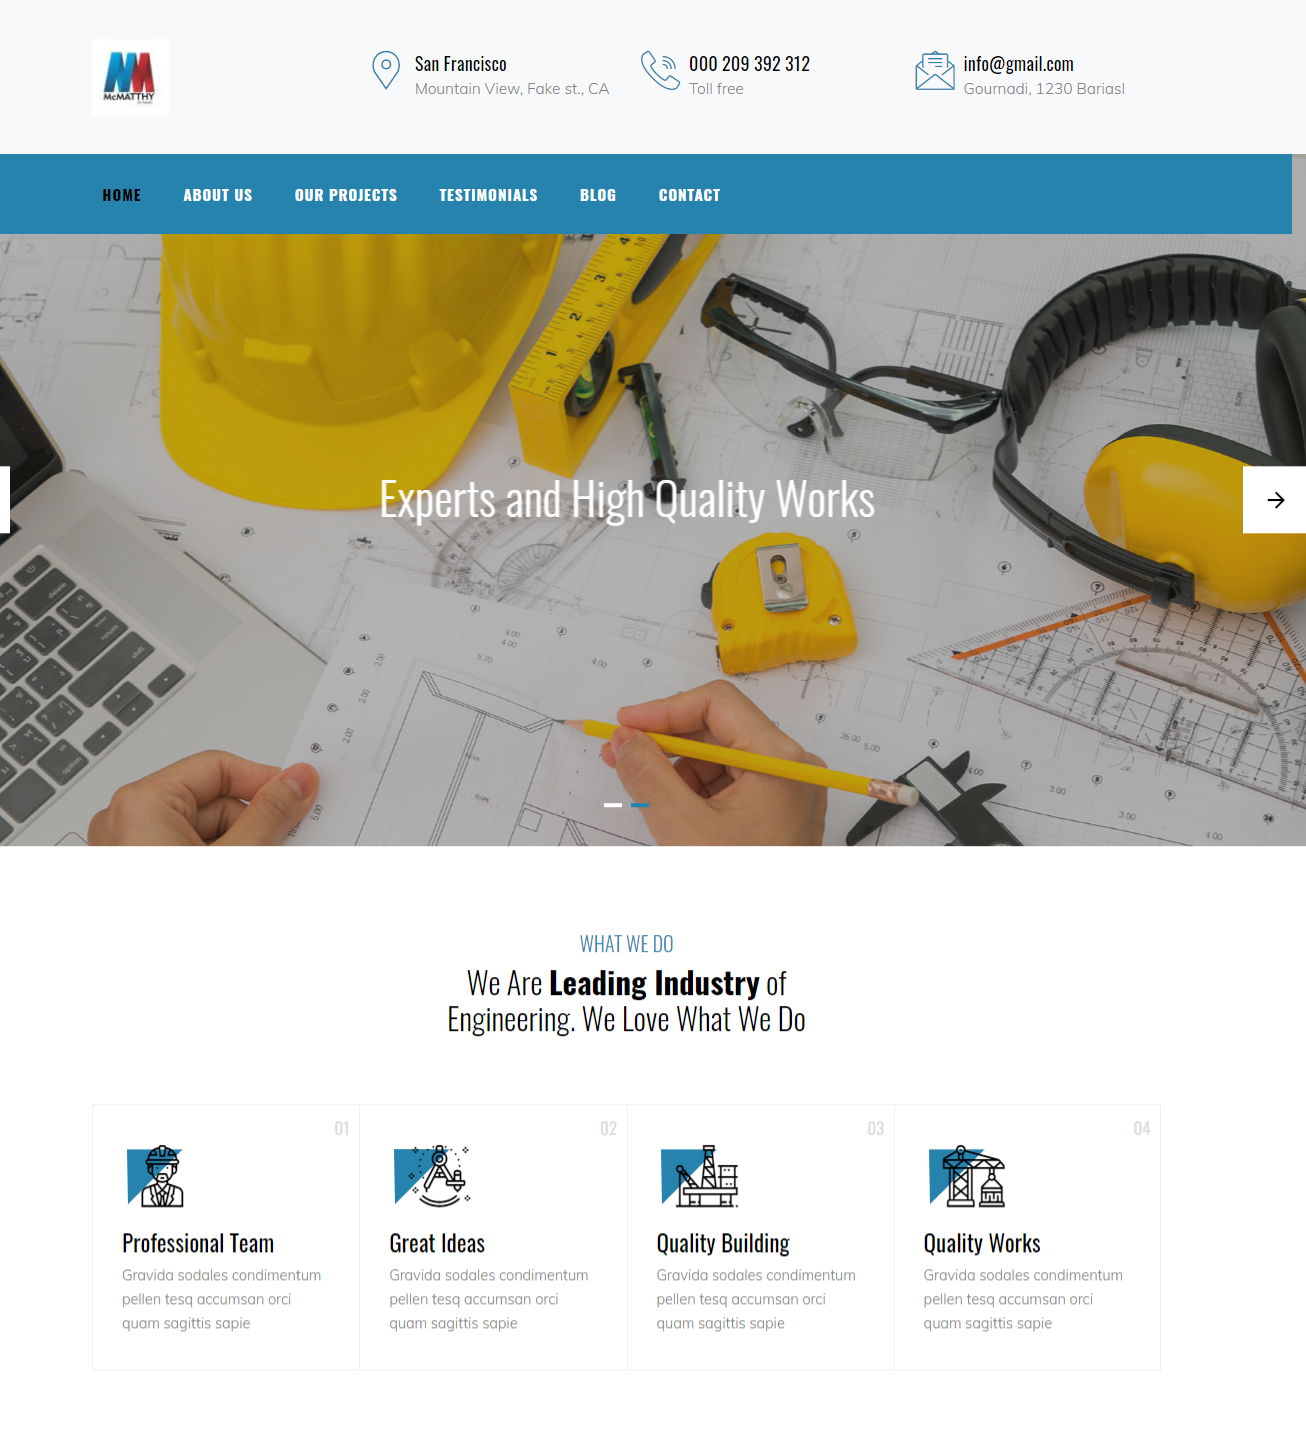 McMATTHY
San Francisco
Mountain View, Fake st., CA
000 209 392 312
Toll free
info@gmail.com
Gournadi, 1230 Bariasl
HOME ABOUT US OUR PROJECTS TESTIMONIALS BLOG CONTACT
Experts and High Quality Works
WHAT WE DO
We Are Leading Industry of
Engineering. We Love What We Do
01
Professional Team
Gravida sodales condimentum
pellen tesq accumsan orci
quam sagittis sapie
02
Great Ideas
Gravida sodales condimentum
pellen tesq accumsan orci
quam sagittis sapie
03
Quality Building
Gravida sodales condimentum
pellen tesq accumsan orci
quam sagittis sapie
04
Quality Works
Gravida sodales condimentum
pellen tesq accumsan orci
quam sagittis sapie